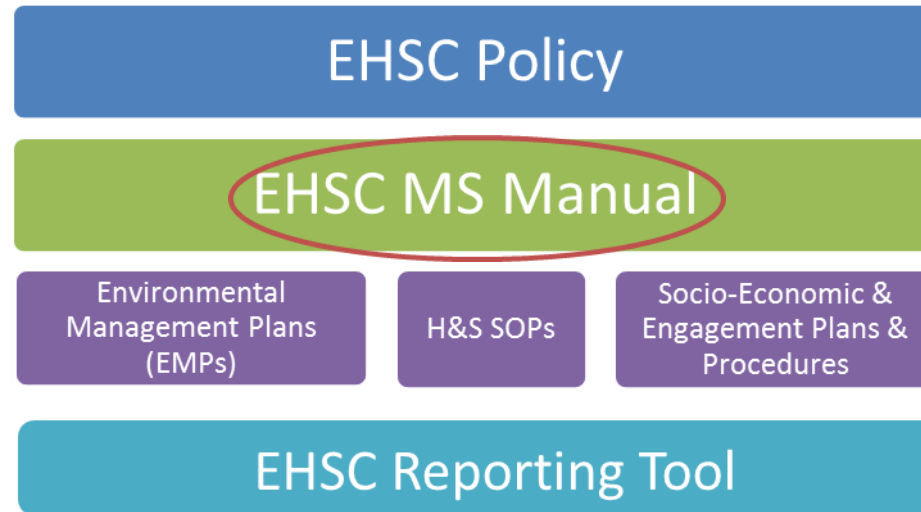 EHSC Policy
EHSC MS Manual
Environmental
Management Plans
(EMPs)
H&S SOPs
Socio-Economic &
Engagement Plans &
Procedures
EHSC Reporting Tool